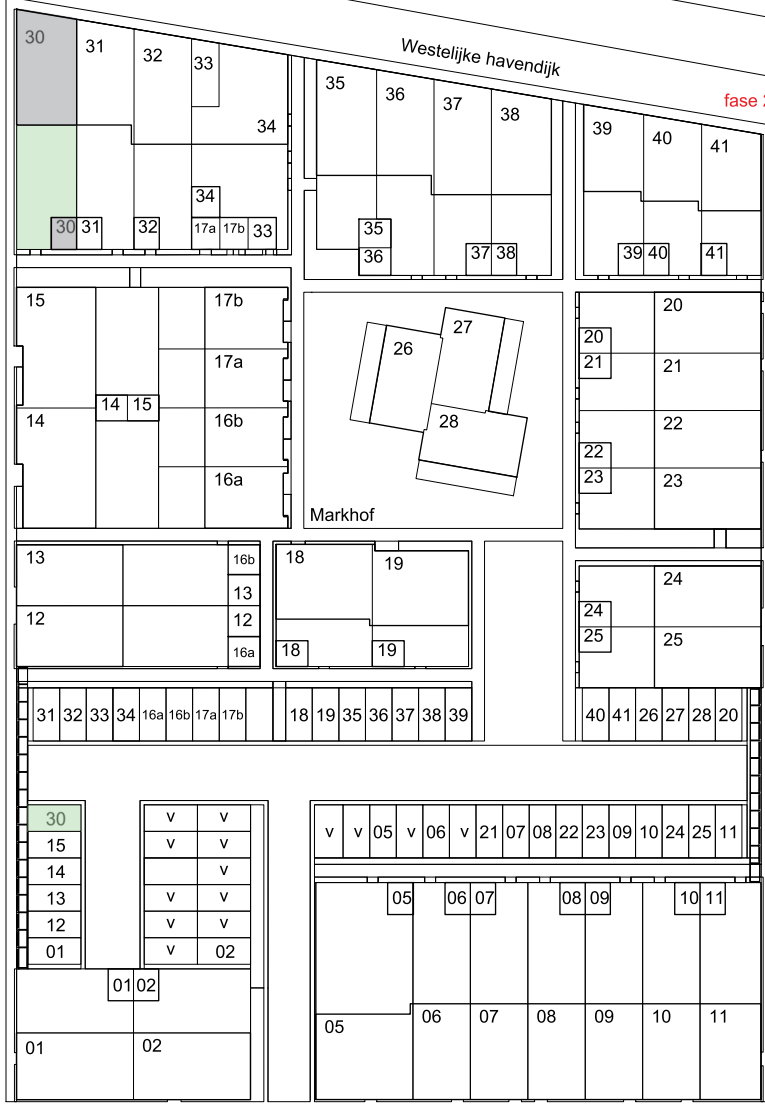 Westelijke havendijk
fase 2
30 31 32 33 34
35 36 37 38
39 40 41
34
30 31 32 17a 17b 33
35
36 37 38
39 40 41
15 17b
17a
14 15
14 16b
16a
26 27
28
Markhof
20
20
21 21
22
22
23 23
13 16b
13
12 12
16a
18 19
18 19
24
24
25 25
31 32 33 34 16a 16b 17a 17b 18 19 35 36 37 38 39 40 41 26 27 28 20
30 v v
15 v v
14 v
13 v v
12 v v
01 v 02
v v 05 v 06 v 21 07 08 22 23 09 10 24 25 11
01 02
05 06 07 08 09 10 11
01 02
05 06 07 08 09 10 11